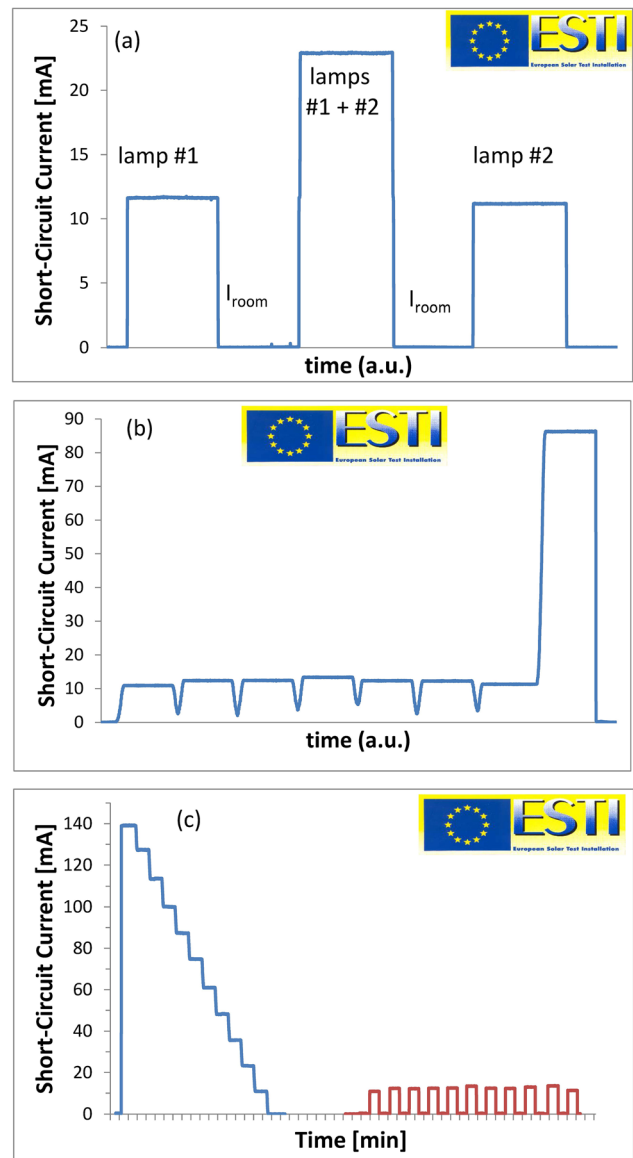 (a)
ESTI
European Solar Test Installation
Short-Circuit Current [mA]
25
20
15
10
5
0
lamp #1
lamps
#1 + #2
lamp #2
I_room
I_room
time (a.u.)
(b)
ESTI
European Solar Test Installation
Short-Circuit Current [mA]
90
80
70
60
50
40
30
20
10
0
time (a.u.)
(c)
ESTI
European Solar Test Installation
Short-Circuit Current [mA]
140
120
100
80
60
40
20
0
Time [min]